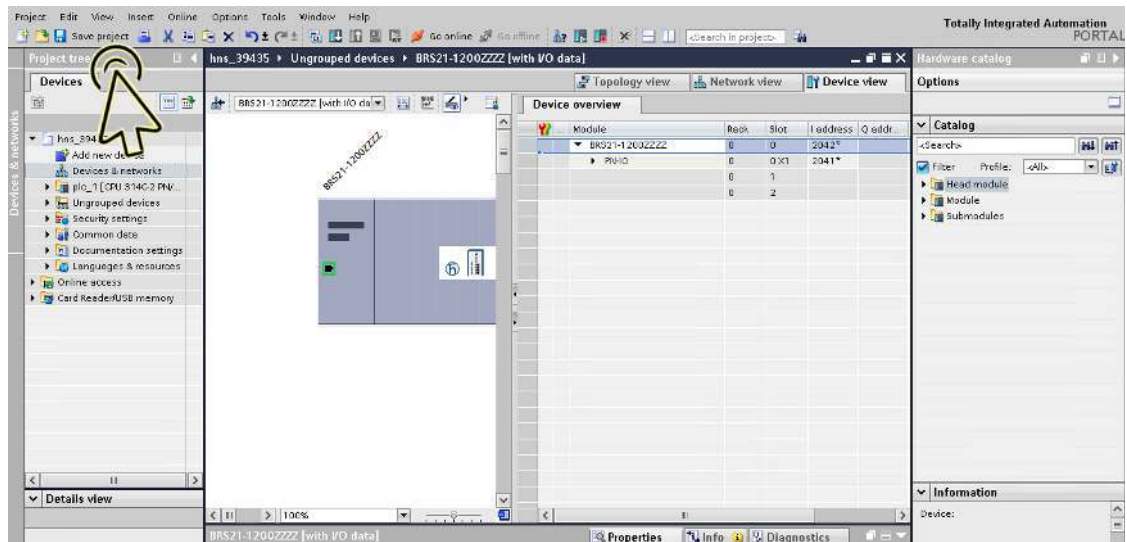 Project Edit View Insert Online Options Tools Window Help
Totally Integrated Automation
PORTAL
Save project Go online Go offline <Search in project>
Project tree
hns_39435 ▸ Ungrouped devices ▸ BRS21-1200ZZZZ [with I/O data]
Hardware catalog
Devices
Topology view Network view Device view
Options
BRS21-1200ZZZZ [with I/O da
Device overview
Module Rack Slot I address Q addr...
Catalog
BRS21-1200ZZZZ 0 0 2042*
<Search>
PN-IO 0 0 X1 2041*
Filter Profile: <All>
0 1
0 2
Head module
Module
Submodules
Add new
Devices & networks
plc_1 [CPU 314C-2 PN/...
Ungrouped devices
Security settings
Common data
Documentation settings
Languages & resources
Online access
Card Reader/USB memory
Devices & networks
BRS21-1200ZZZZ
Details view
Information
100%
Device:
BRS21-1200ZZZZ [with I/O data]
Properties Info Diagnostics